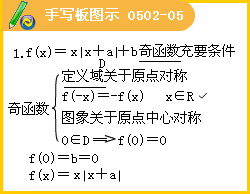 手写板图示 0502-05
1.f(x)=x|x+a|+b奇函数充要条件
D
定义域关于原点对称
f(-x)=-f(x) x∈R✓
奇函数
图象关于原点中心对称
0∈D⟹f(0)=0
f(0)=b=0
f(x)=x|x+a|